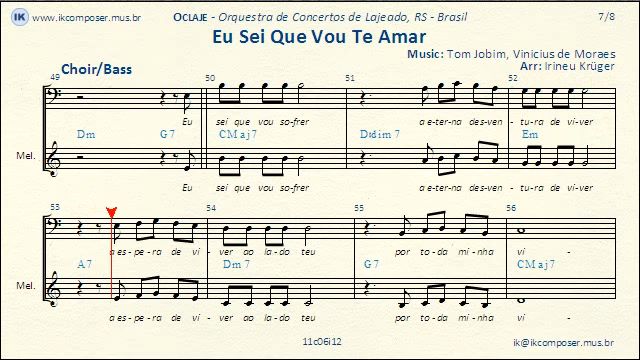 IK www.ikcomposer.mus.br OCLAJE - Orquestra de Concertos de Lajeado, RS - Brasil 7/8
Eu Sei Que Vou Te Amar
Music: Tom Jobim, Vinicius de Moraes
Arr: Irineu Krüger
Choir/Bass
49 50 51 52
Eu sei que vou so-frer a e-ter-na des-ven - tu-ra de vi-ver
Dm G7 CMaj7 Ddim7 Em
Mel.
Eu sei que vou so-frer a e-ter-na des-ven - tu-ra de vi-ver
53 54 55 56
a es-pe-ra de vi - ver ao la-do teu por to-da mi-nha vi -
A7 Dm7 G7 CMaj7
Mel.
a es-pe-ra de vi - ver ao la-do teu por to-da mi-nha vi -
11c06i12 ik@ikcomposer.mus.br